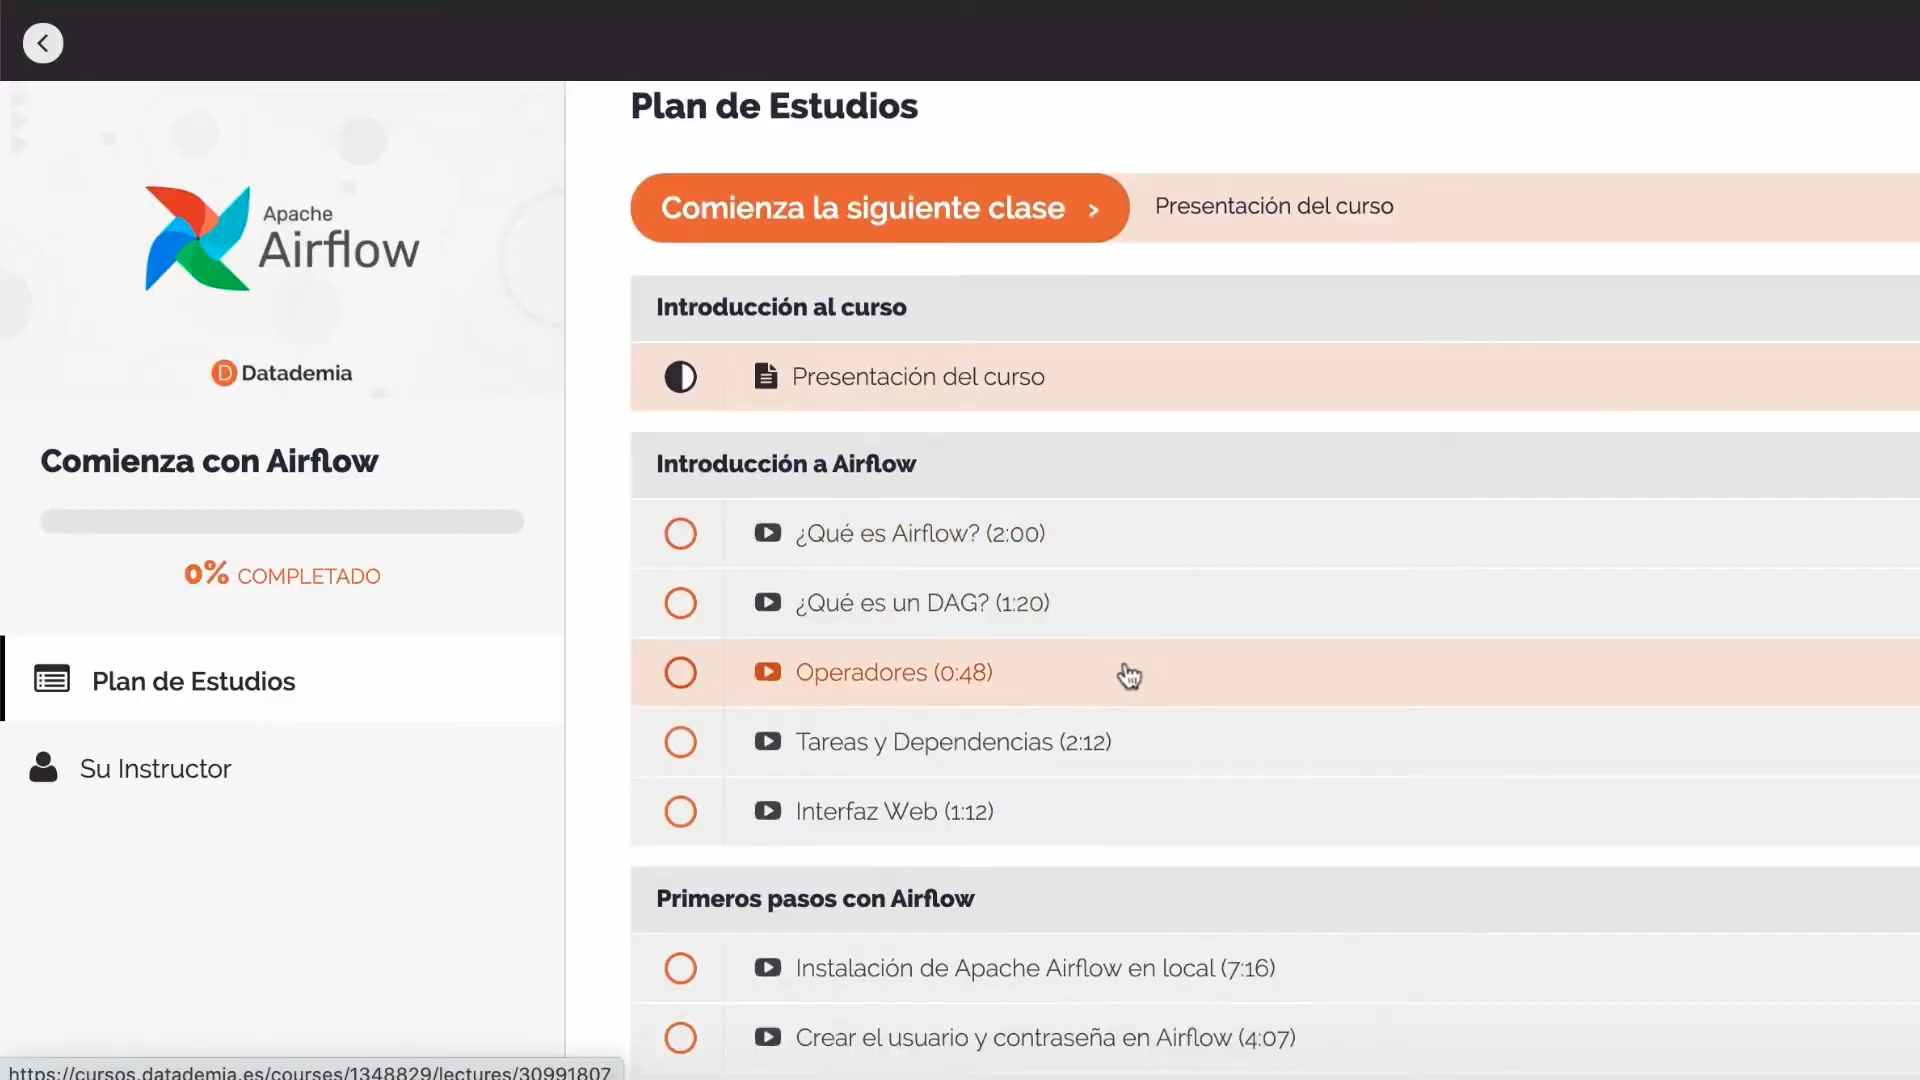 Plan de Estudios
Comienza la siguiente clase ›
Presentación del curso
Apache
Airflow
D Datademia
Comienza con Airflow
0% COMPLETADO
Plan de Estudios
Su Instructor
Introducción al curso
Presentación del curso
Introducción a Airflow
¿Qué es Airflow? (2:00)
¿Qué es un DAG? (1:20)
Operadores (0:48)
Tareas y Dependencias (2:12)
Interfaz Web (1:12)
Primeros pasos con Airflow
Instalación de Apache Airflow en local (7:16)
Crear el usuario y contraseña en Airflow (4:07)
https://cursos.datademia.es/courses/1348829/lectures/30991807